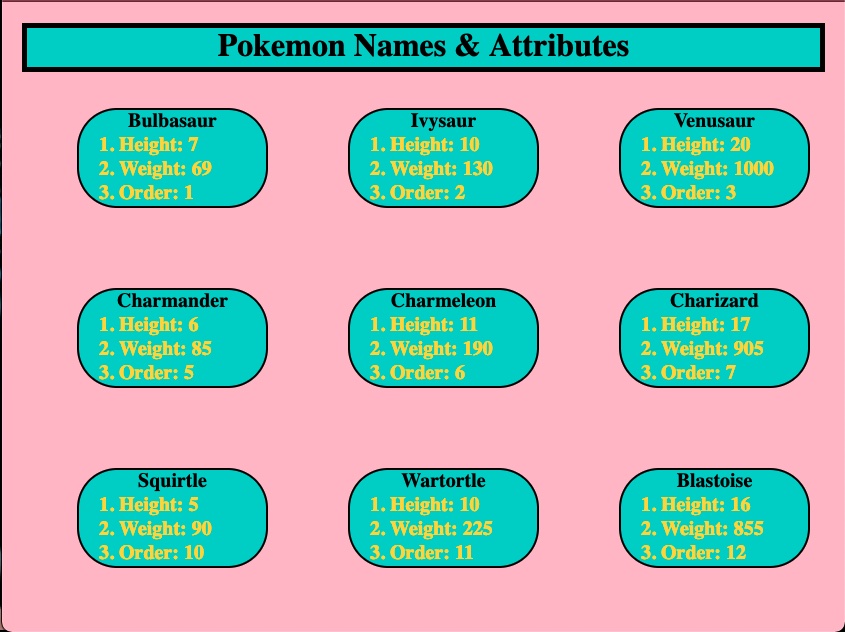 Pokemon Names & Attributes
Bulbasaur
1. Height: 7
2. Weight: 69
3. Order: 1
Ivysaur
1. Height: 10
2. Weight: 130
3. Order: 2
Venusaur
1. Height: 20
2. Weight: 1000
3. Order: 3
Charmander
1. Height: 6
2. Weight: 85
3. Order: 5
Charmeleon
1. Height: 11
2. Weight: 190
3. Order: 6
Charizard
1. Height: 17
2. Weight: 905
3. Order: 7
Squirtle
1. Height: 5
2. Weight: 90
3. Order: 10
Wartortle
1. Height: 10
2. Weight: 225
3. Order: 11
Blastoise
1. Height: 16
2. Weight: 855
3. Order: 12